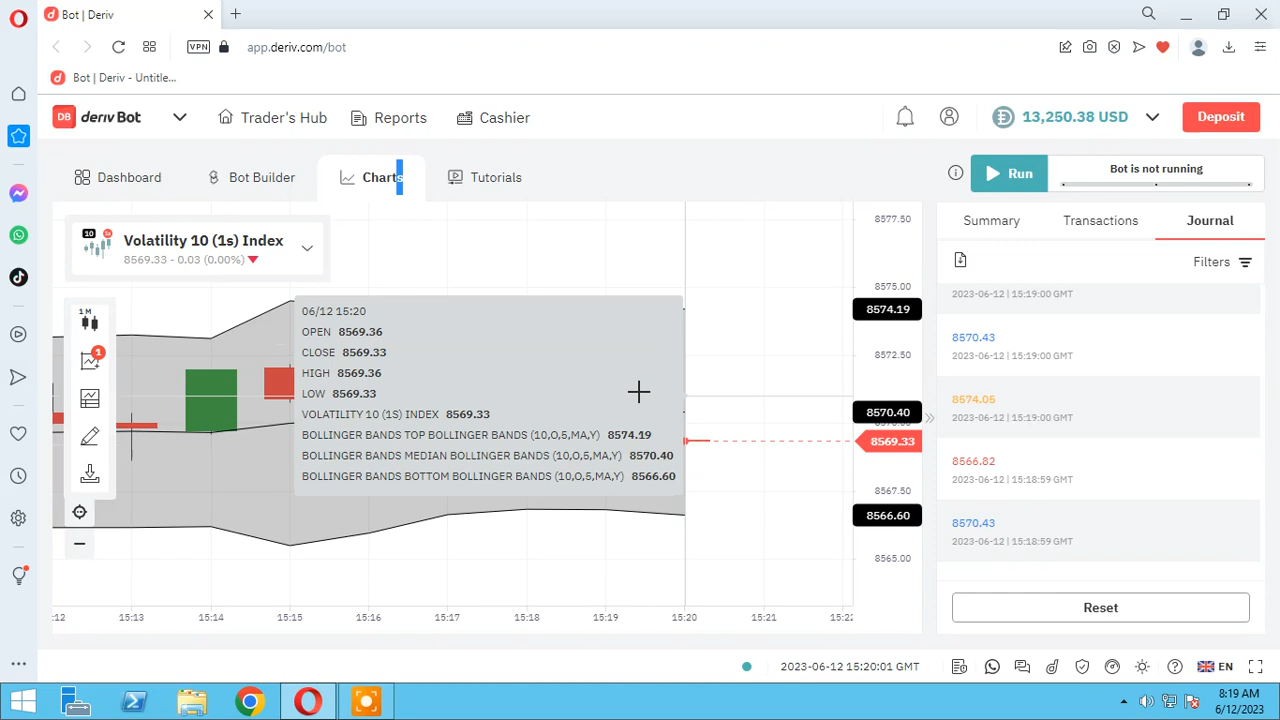 Bot | Deriv
VPN app.deriv.com/bot
Bot | Deriv - Untitle...
DB deriv Bot Trader's Hub Reports Cashier 13,250.38 USD Deposit
Dashboard Bot Builder Charts Tutorials Run Bot is not running
Summary Transactions Journal
Filters
10 Volatility 10 (1s) Index
8569.33 - 0.03 (0.00%)
1 M
1
06/12 15:20
OPEN 8569.36
CLOSE 8569.33
HIGH 8569.36
LOW 8569.33
VOLATILITY 10 (1S) INDEX 8569.33
BOLLINGER BANDS TOP BOLLINGER BANDS (10,O,5,MA,Y) 8574.19
BOLLINGER BANDS MEDIAN BOLLINGER BANDS (10,O,5,MA,Y) 8570.40
BOLLINGER BANDS BOTTOM BOLLINGER BANDS (10,O,5,MA,Y) 8566.60
8577.50
8575.00
8574.19
8572.50
8570.40
8569.33
8567.50
8566.60
8565.00
:12 15:13 15:14 15:15 15:16 15:17 15:18 15:19 15:20 15:21 15:22
2023-06-12 | 15:19:00 GMT
8570.43
2023-06-12 | 15:19:00 GMT
8574.05
2023-06-12 | 15:19:00 GMT
8566.82
2023-06-12 | 15:18:59 GMT
8570.43
2023-06-12 | 15:18:59 GMT
Reset
2023-06-12 15:20:01 GMT EN
8:19 AM
6/12/2023